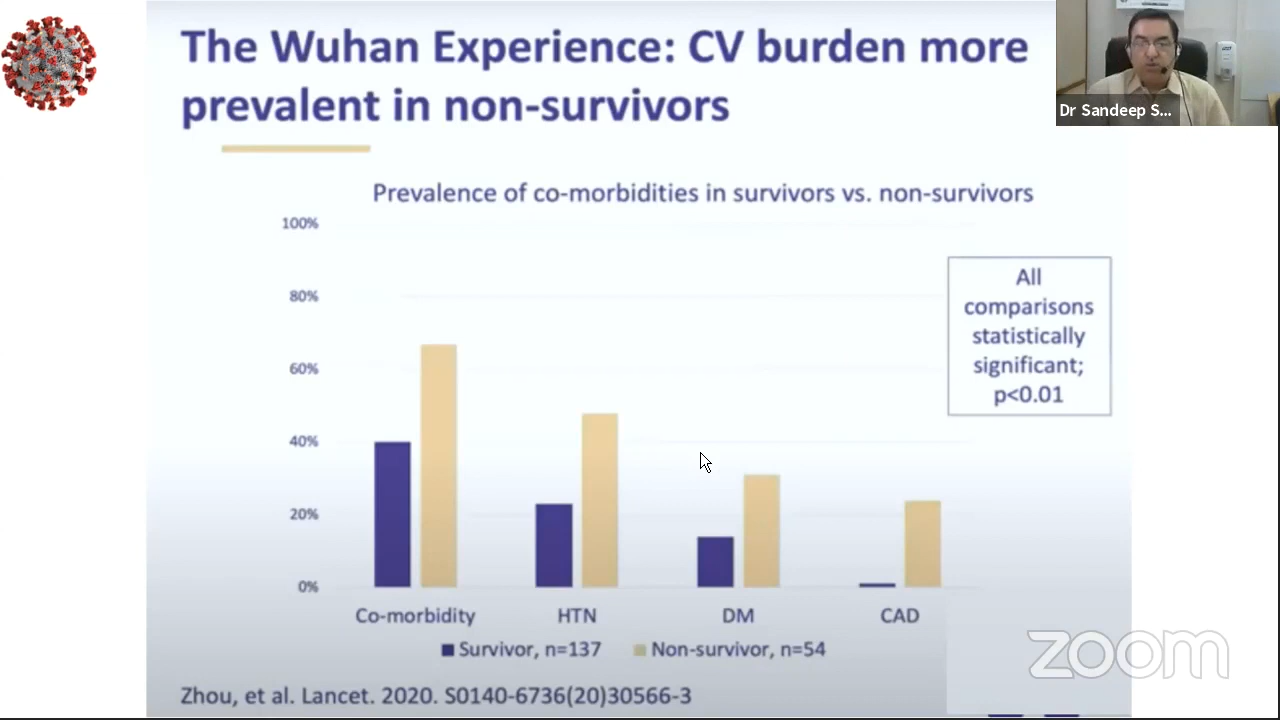 The Wuhan Experience: CV burden more
prevalent in non-survivors
Dr Sandeep S...
Prevalence of co-morbidities in survivors vs. non-survivors
100%
80%
60%
40%
20%
0%
All
comparisons
statistically
significant;
p<0.01
Co-morbidity HTN DM CAD
Survivor, n=137 Non-survivor, n=54
Zhou, et al. Lancet. 2020. S0140-6736(20)30566-3
zoom